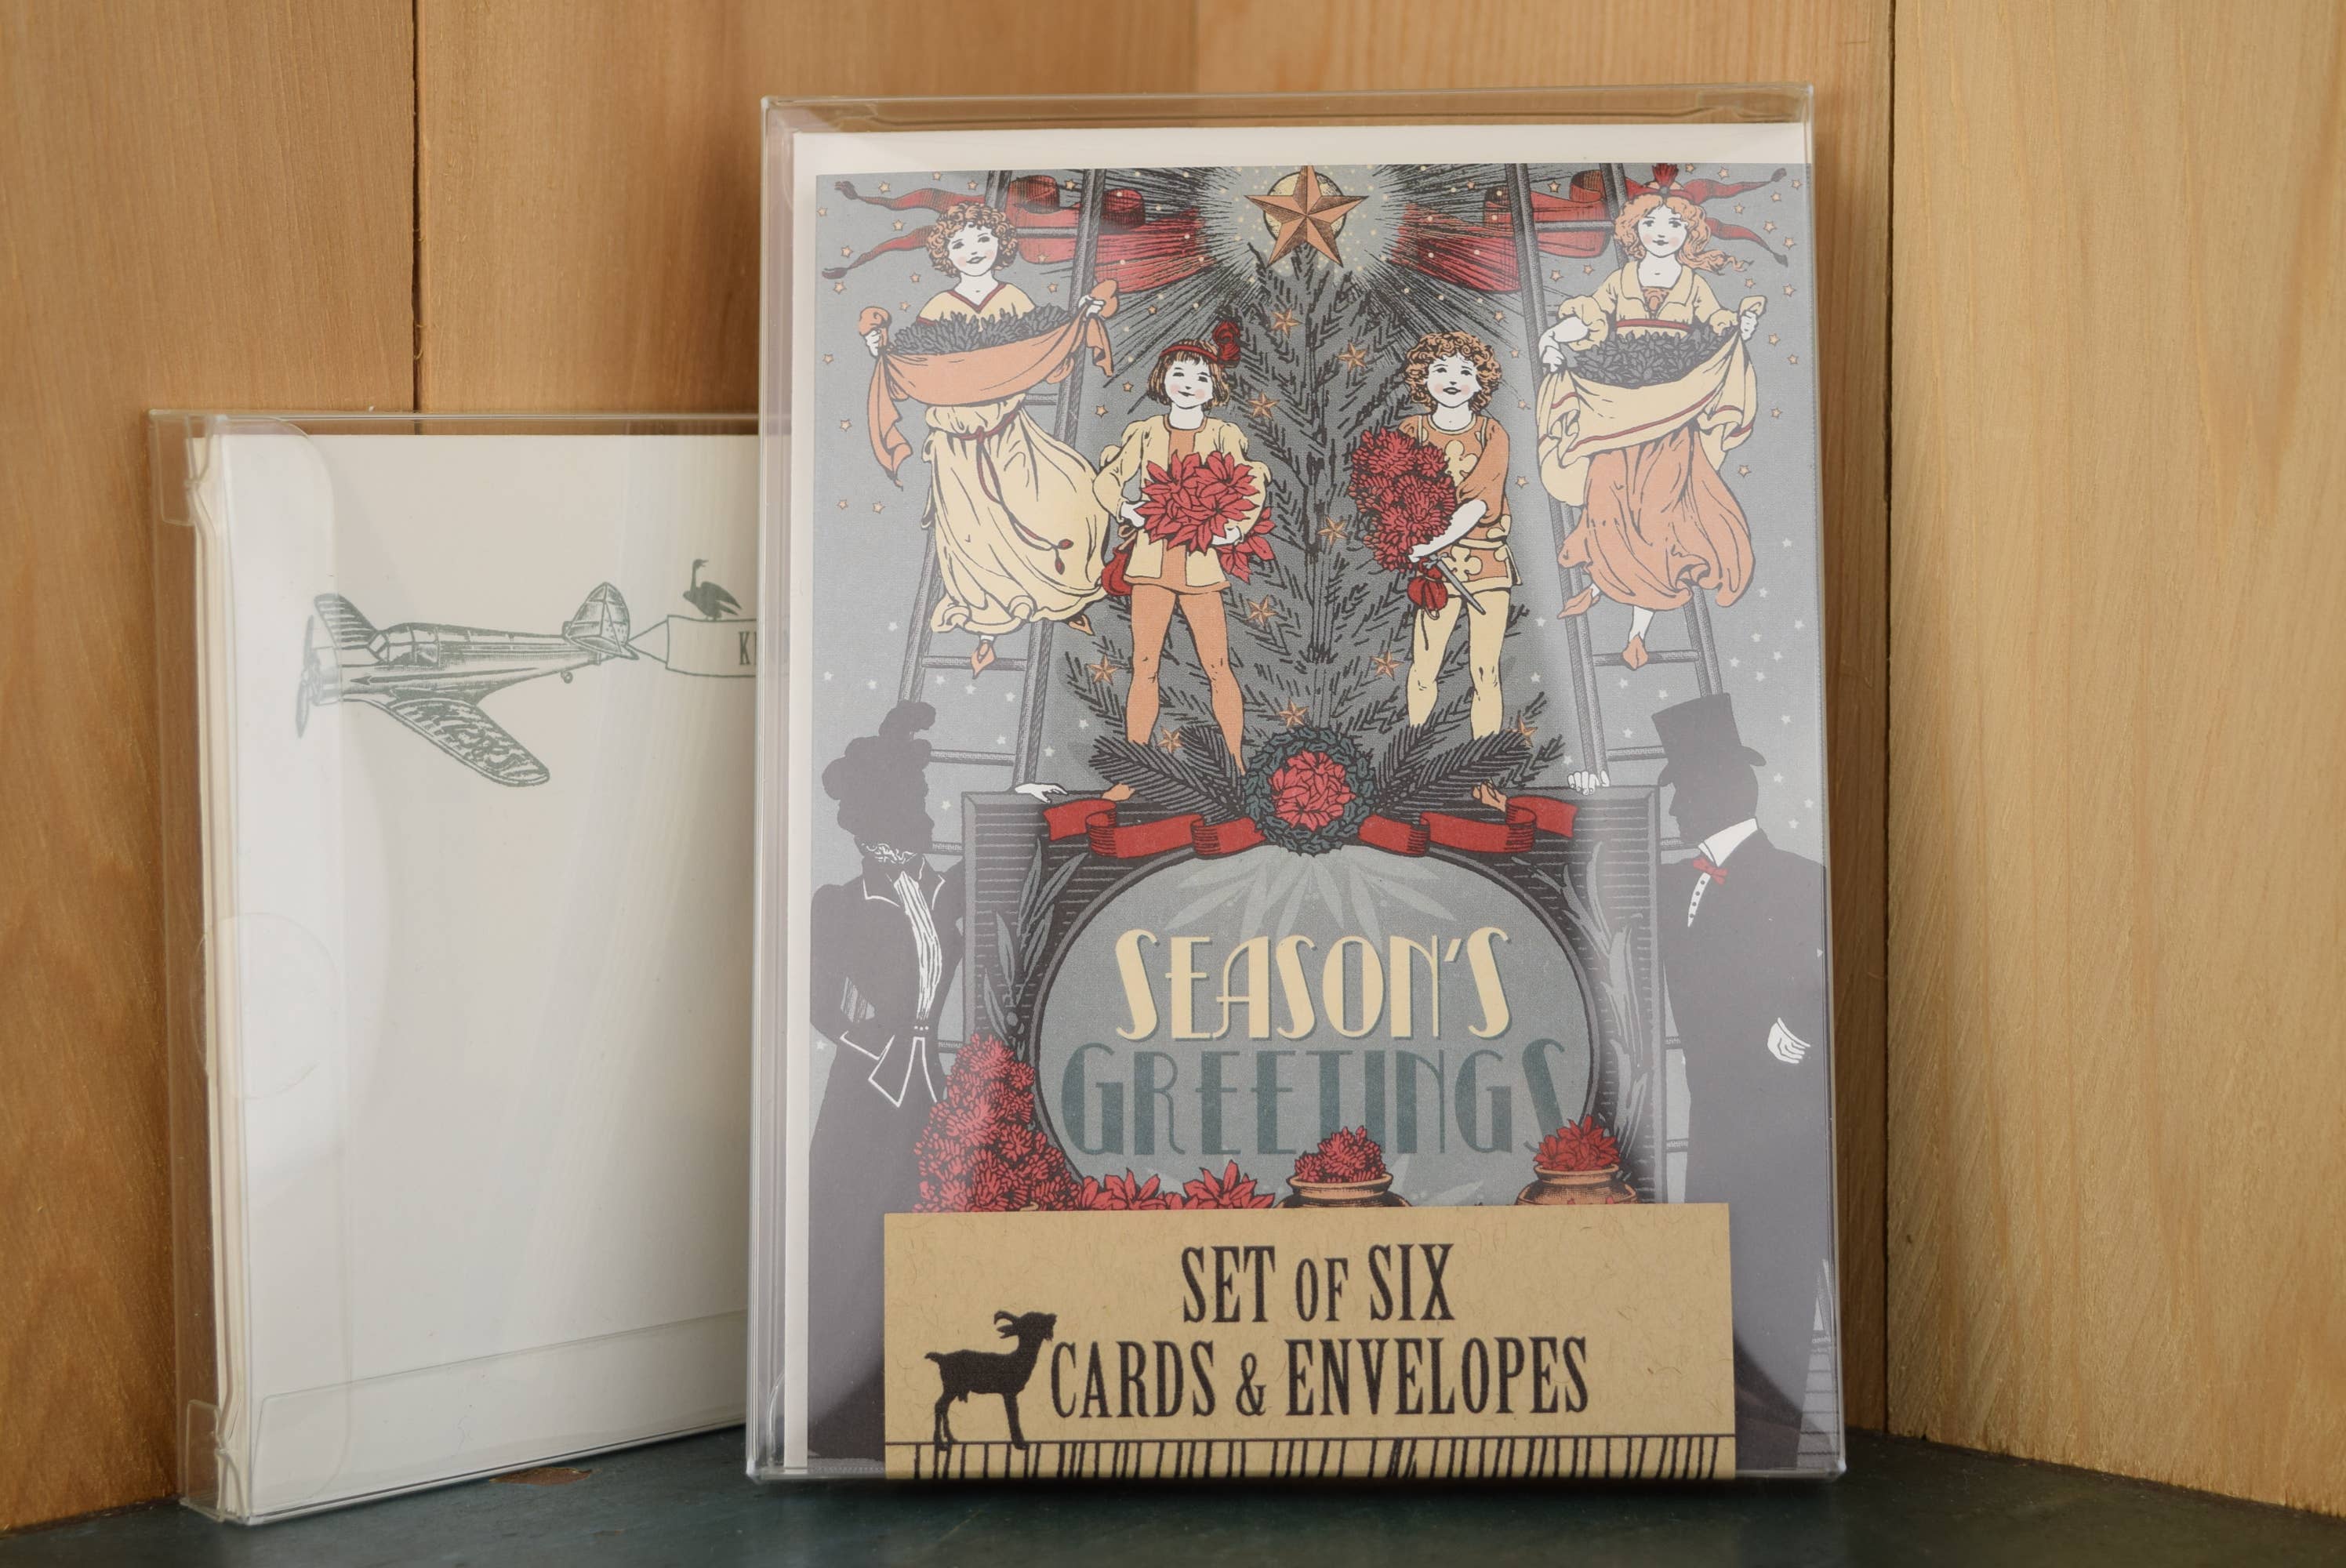 SEASON'S
GREETINGS
SET OF SIX
CARDS & ENVELOPES